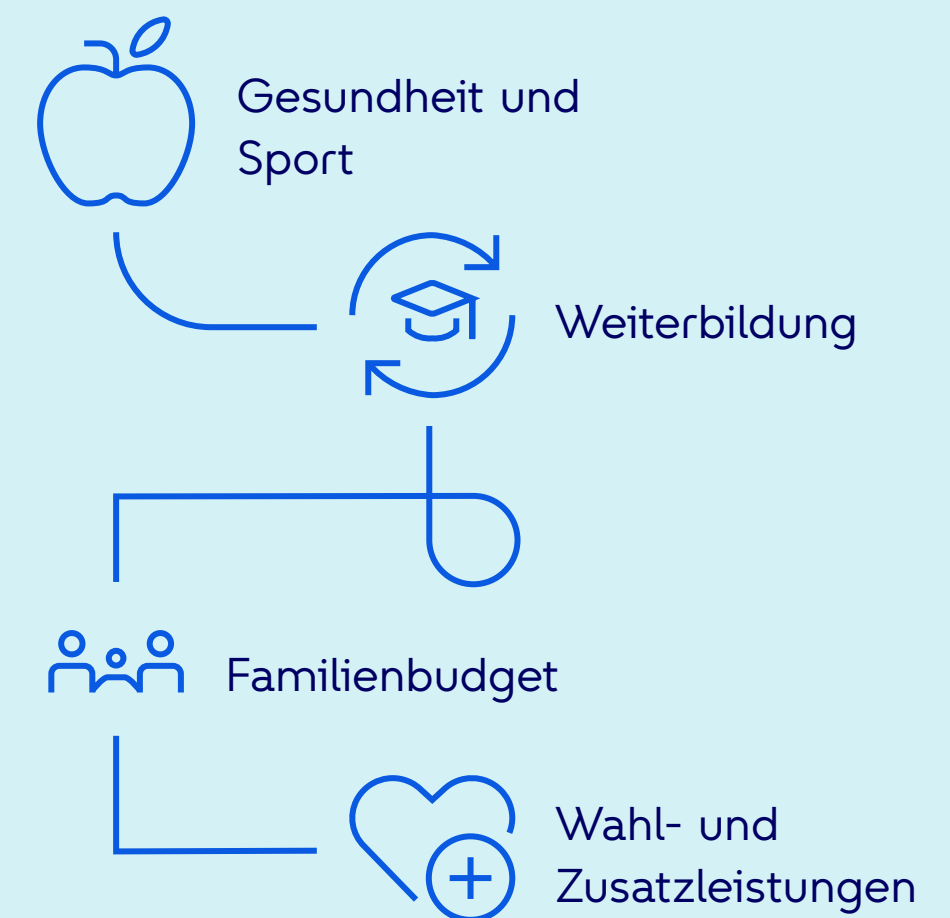 Gesundheit und
Sport
Weiterbildung
Familienbudget
Wahl- und
Zusatzleistungen